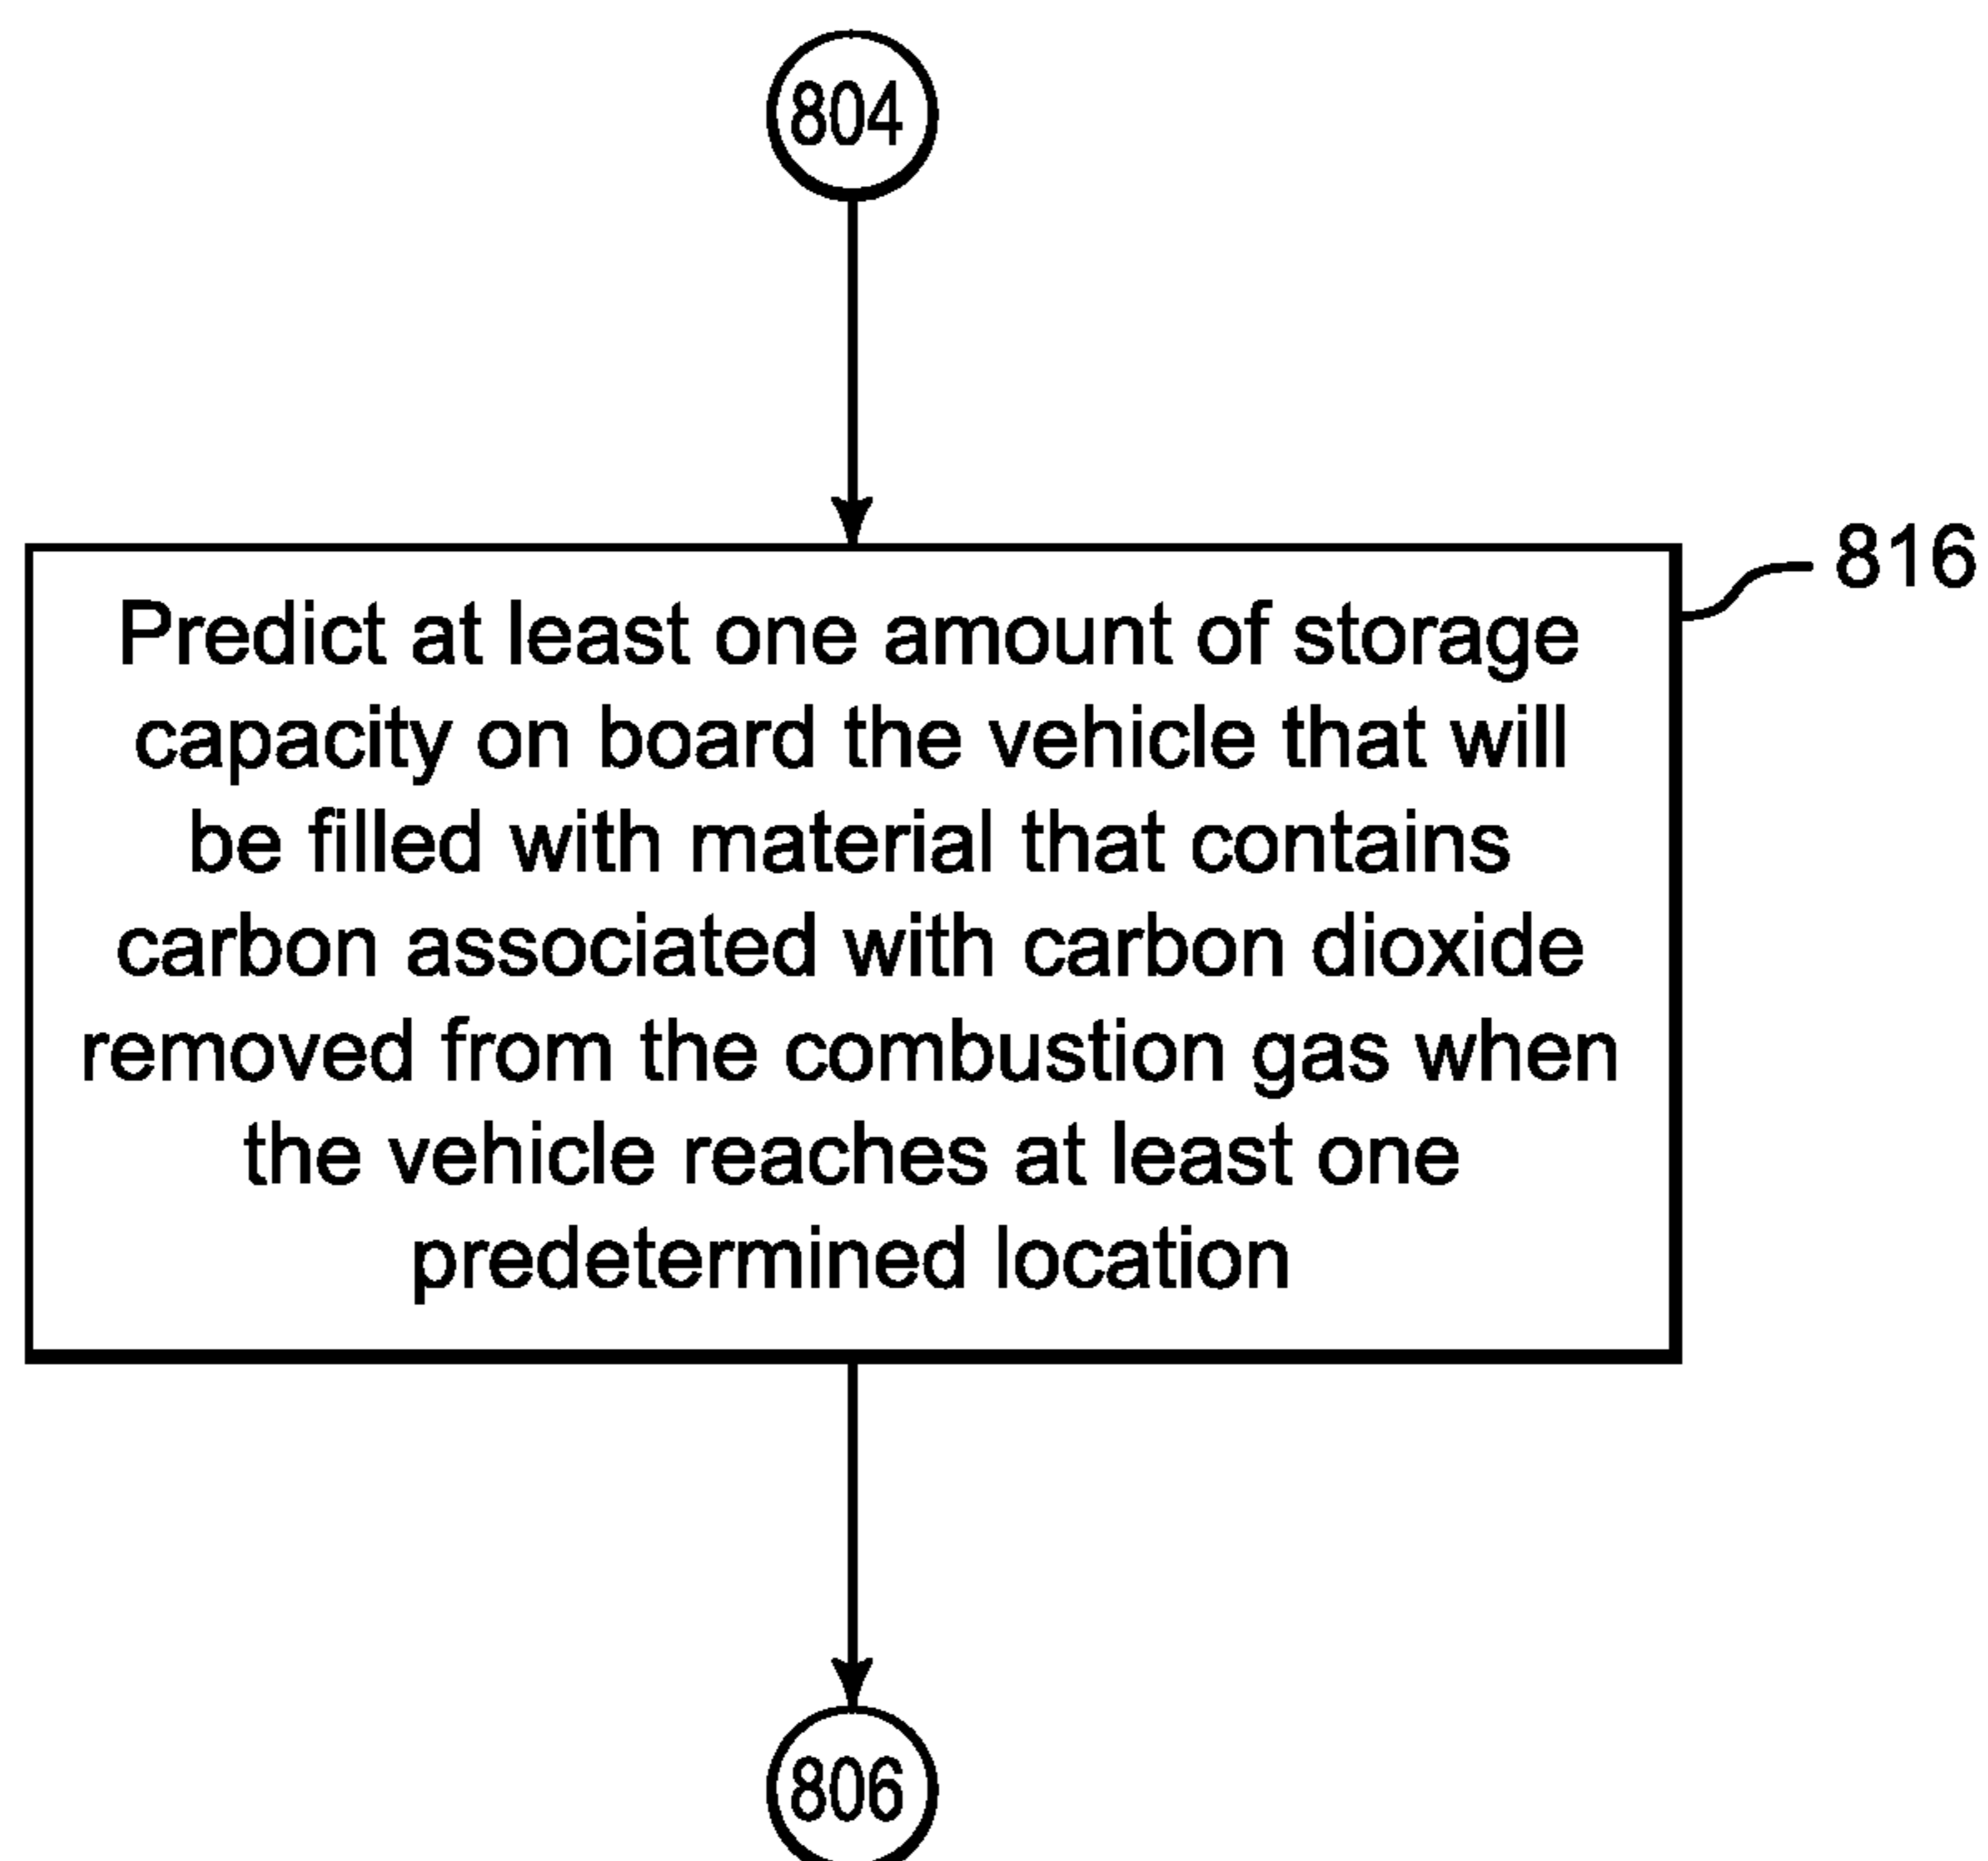 804
816
Predict at least one amount of storage
capacity on board the vehicle that will
be filled with material that contains
carbon associated with carbon dioxide
removed from the combustion gas when
the vehicle reaches at least one
predetermined location
806